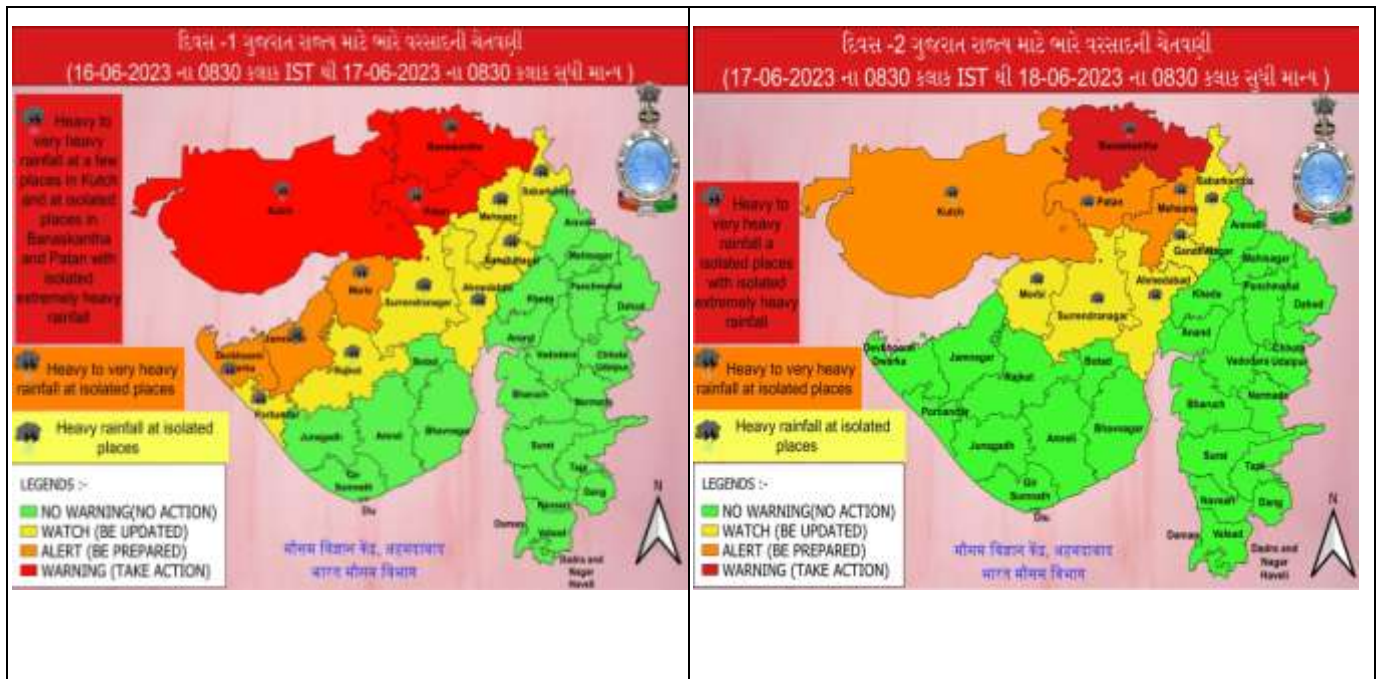 દિવસ -1 ગુજરાત રાજ્ય માટે ભારે વરસાદની ચેતવણી
(16-06-2023 ના 0830 કલાક IST થી 17-06-2023 ના 0830 કલાક સુધી માન્ય )
Heavy to
very heavy
rainfall at a few
places in Kutch
and at isolated
places in
Banaskantha
and Patan with
isolated
extremely heavy
rainfall
Heavy to very heavy
rainfall at isolated places
Heavy rainfall at isolated
places
LEGENDS :-
NO WARNING(NO ACTION)
WATCH (BE UPDATED)
ALERT (BE PREPARED)
WARNING (TAKE ACTION)
Banaskantha
Kutch
Patan
Sabarkantha
Mehsana
Aravali
Gandhinagar
Mahisagar
Morbi
Surendranagar
Ahmedabad
Kheda
Panchmahal
Dahod
Devbhoomi
Dwarka
Rajkot
Botad
Anand
Vadodara
Chhota
Udaipur
Porbandar
Bharuch
Narmada
Junagadh
Amreli
Bhavnagar
Surat
Tapi
Gir
Somnath
Diu
Dang
Navsari
Daman
Valsad
Dadra and
Nagar
Haveli
N
मौसम विज्ञान केंद्र, अहमदाबाद
भारत मौसम विभाग
દિવસ -2 ગુજરાત રાજ્ય માટે ભારે વરસાદની ચેતવણી
(17-06-2023 ના 0830 કલાક IST થી 18-06-2023 ના 0830 કલાક સુધી માન્ય )
Heavy to
very heavy
rainfall a
isolated places
with isolated
extremely heavy
rainfall
Heavy to very heavy
rainfall at isolated places
Heavy rainfall at isolated
places
LEGENDS :-
NO WARNING(NO ACTION)
WATCH (BE UPDATED)
ALERT (BE PREPARED)
WARNING (TAKE ACTION)
Banaskantha
Kutch
Patan
Sabarkantha
Mehsana
Aravali
Gandhinagar
Mahisagar
Morbi
Surendranagar
Ahmedabad
Kheda
Panchmahal
Dahod
Devbhoomi
Dwarka
Jamnagar
Rajkot
Botad
Anand
Vadodara
Chhota
Udaipur
Porbandar
Bharuch
Narmada
Junagadh
Amreli
Bhavnagar
Surat
Tapi
Gir
Somnath
Diu
Navsari
Dang
Daman
Valsad
Dadra and
Nagar
Haveli
N
मौसम विज्ञान केंद्र, अहमदाबाद
भारत मौसम विभाग